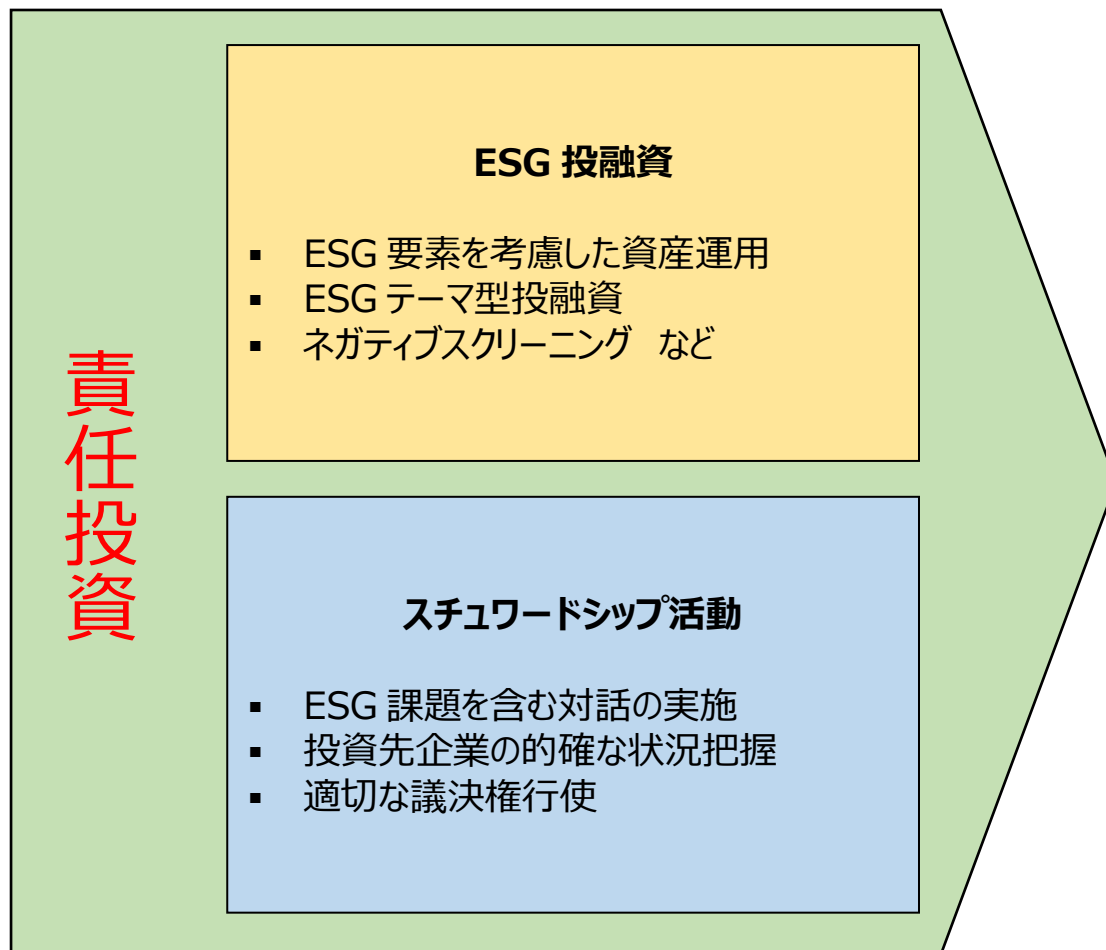 責任投資
ESG 投融資
▪ ESG 要素を考慮した資産運用
▪ ESG テーマ型投融資
▪ ネガティブスクリーニング　など
スチュワードシップ活動
▪ ESG 課題を含む対話の実施
▪ 投資先企業の的確な状況把握
▪ 適切な議決権行使